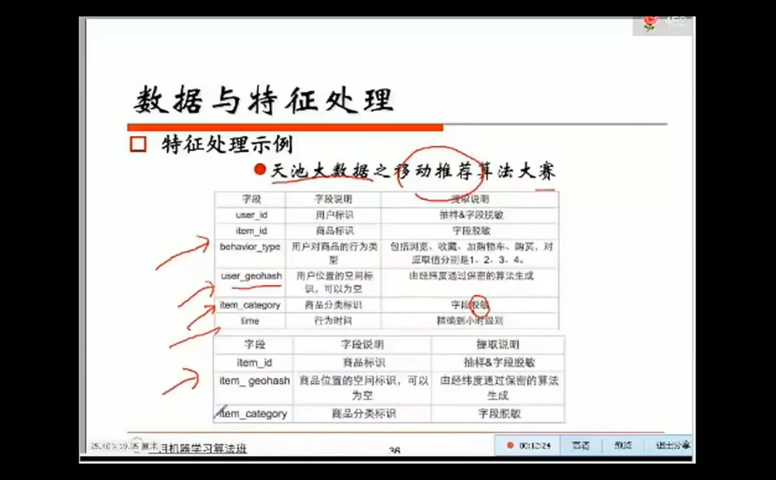 数据与特征处理
特征处理示例
天池大数据之移动推荐算法大赛
字段 字段说明 提取说明
user_id 用户标识 抽样&字段脱敏
item_id 商品标识 字段脱敏
behavior_type 用户对商品的行为类型 包括浏览、收藏、加购物车、购买，对应取值分别是1、2、3、4。
user_geohash 用户位置的空间标识，可以为空 由经纬度通过保密的算法生成
item_category 商品分类标识 字段脱敏
time 行为时间 精确到小时级别
字段 字段说明 提取说明
item_id 商品标识 抽样&字段脱敏
item_ geohash 商品位置的空间标识，可以为空 由经纬度通过保密的算法生成
item_category 商品分类标识 字段脱敏
月机器学习算法班
36
00:12:24
退出分享